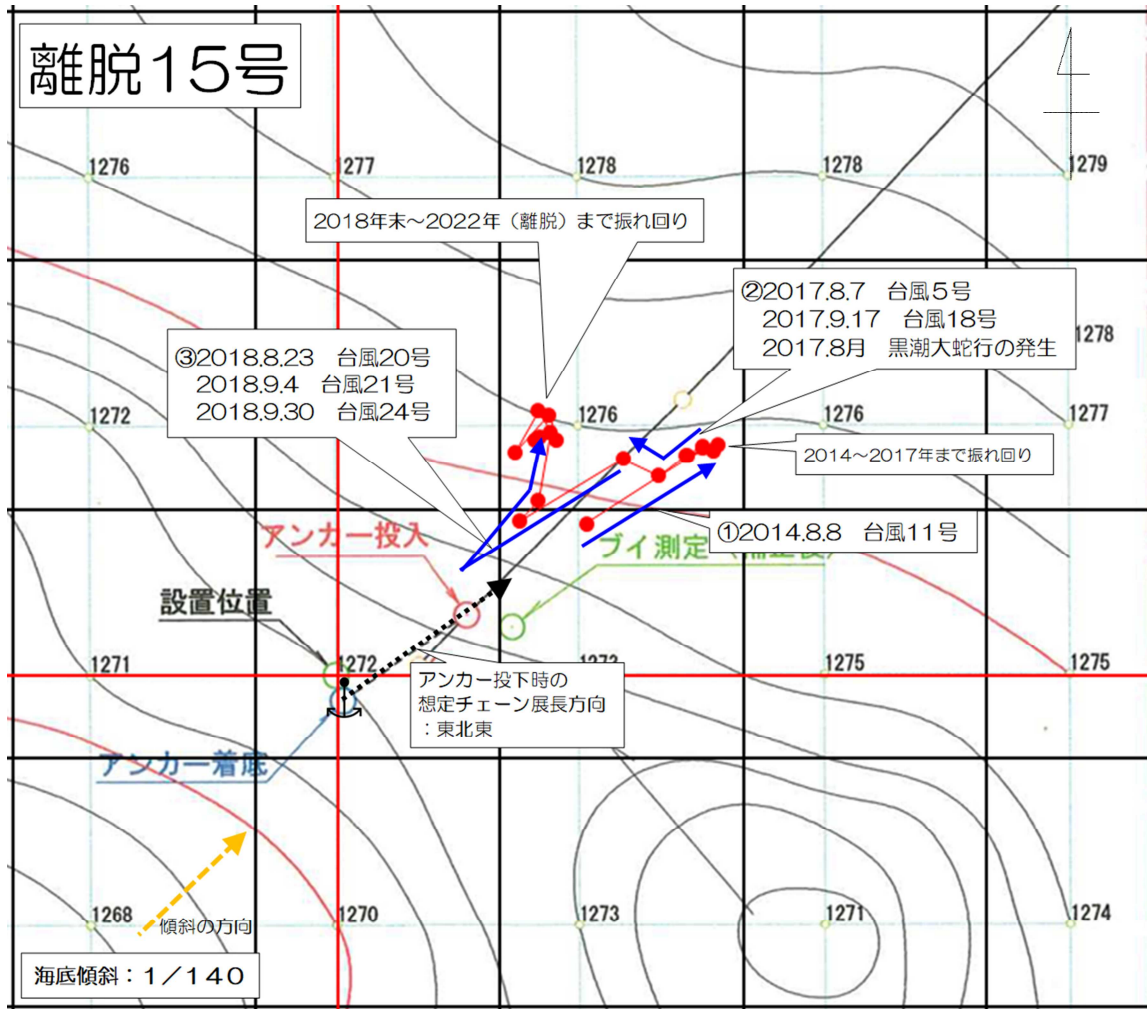 離脱15号
1276
1277
1278
1278
1279
2018年末～2022年（離脱）まで振れ回り
②2017.8.7　台風5号
2017.9.17　台風18号
2017.8月　黒潮大蛇行の発生
1278
③2018.8.23　台風20号
2018.9.4　台風21号
2018.9.30　台風24号
1272
1276
1276
1277
2014～2017年まで振れ回り
アンカー投入
①2014.8.8　台風11号
ブイ測定
設置位置
1271
1272
1275
1275
アンカー投下時の
想定チェーン展長方向
：東北東
アンカー着底
傾斜の方向
1268
1270
1273
1271
1274
海底傾斜：1／140